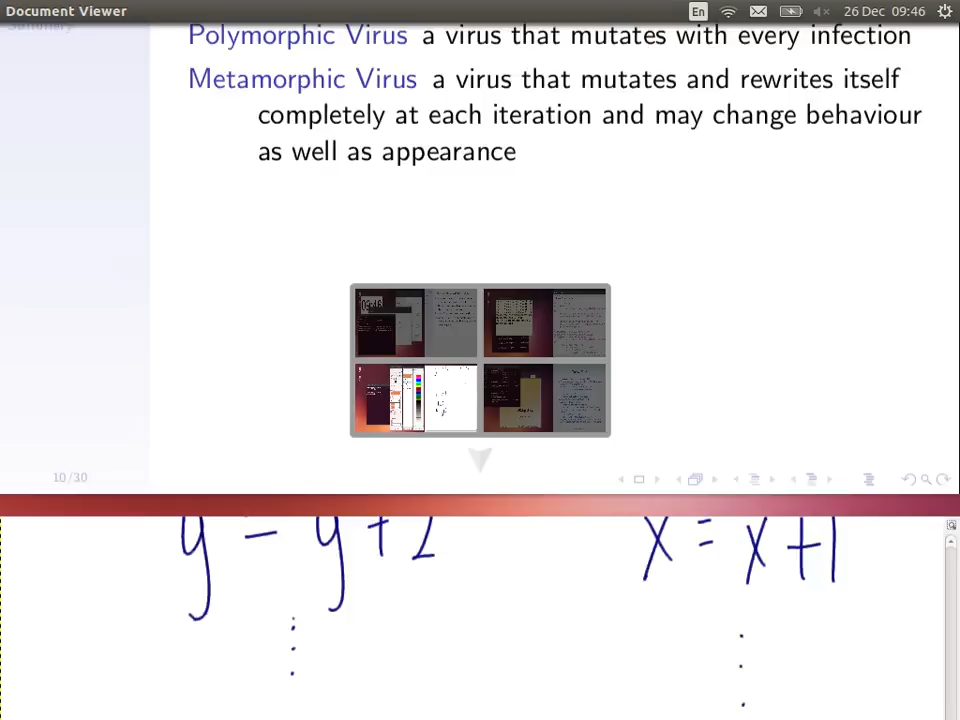 Document Viewer En 26 Dec 09:46
Summary
Polymorphic Virus a virus that mutates with every infection
Metamorphic Virus a virus that mutates and rewrites itself
completely at each iteration and may change behaviour
as well as appearance
10/30
y = y + 2 x = x + 1